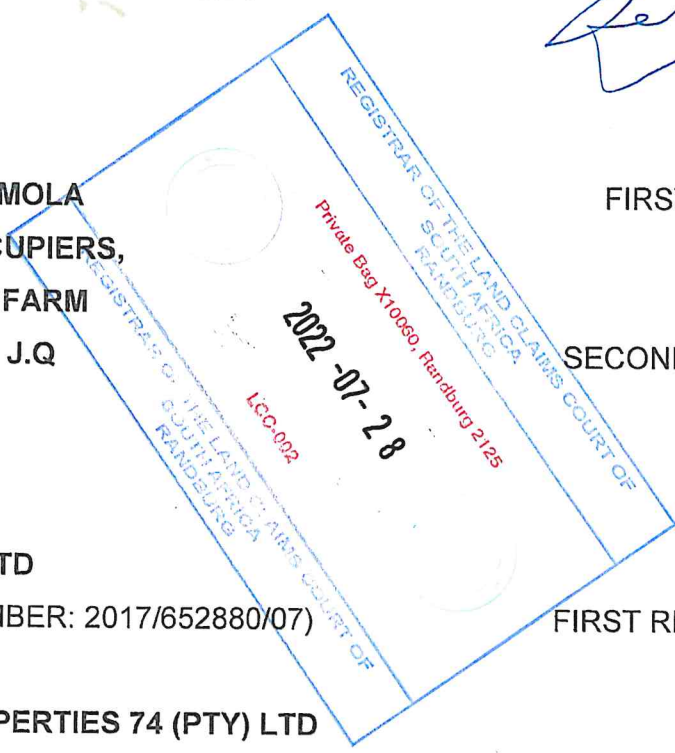 MOLA
FIRST
CUPIERS,
FARM
J.Q
SECOND
TD
BER: 2017/652880/07)
FIRST RE
PERTIES 74 (PTY) LTD
REGISTRAR OF THE LAND CLAIMS COURT OF
SOUTH AFRICA
RANDBURG
Private Bag X10060, Randburg 2125
2022 -07- 28
LCC-002
REGISTRAR OF THE LAND CLAIMS COURT OF
SOUTH AFRICA
RANDBURG